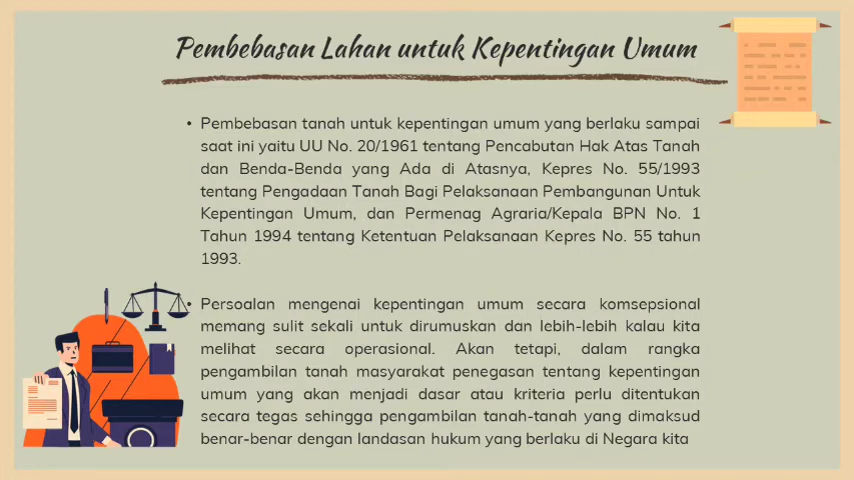 Pembebasan Lahan untuk Kepentingan Umum
• Pembebasan tanah untuk kepentingan umum yang berlaku sampai
saat ini yaitu UU No. 20/1961 tentang Pencabutan Hak Atas Tanah
dan Benda-Benda yang Ada di Atasnya, Kepres No. 55/1993
tentang Pengadaan Tanah Bagi Pelaksanaan Pembangunan Untuk
Kepentingan Umum, dan Permenag Agraria/Kepala BPN No. 1
Tahun 1994 tentang Ketentuan Pelaksanaan Kepres No. 55 tahun
1993.
• Persoalan mengenai kepentingan umum secara komsepsional
memang sulit sekali untuk dirumuskan dan lebih-lebih kalau kita
melihat secara operasional. Akan tetapi, dalam rangka
pengambilan tanah masyarakat penegasan tentang kepentingan
umum yang akan menjadi dasar atau kriteria perlu ditentukan
secara tegas sehingga pengambilan tanah-tanah yang dimaksud
benar-benar dengan landasan hukum yang berlaku di Negara kita